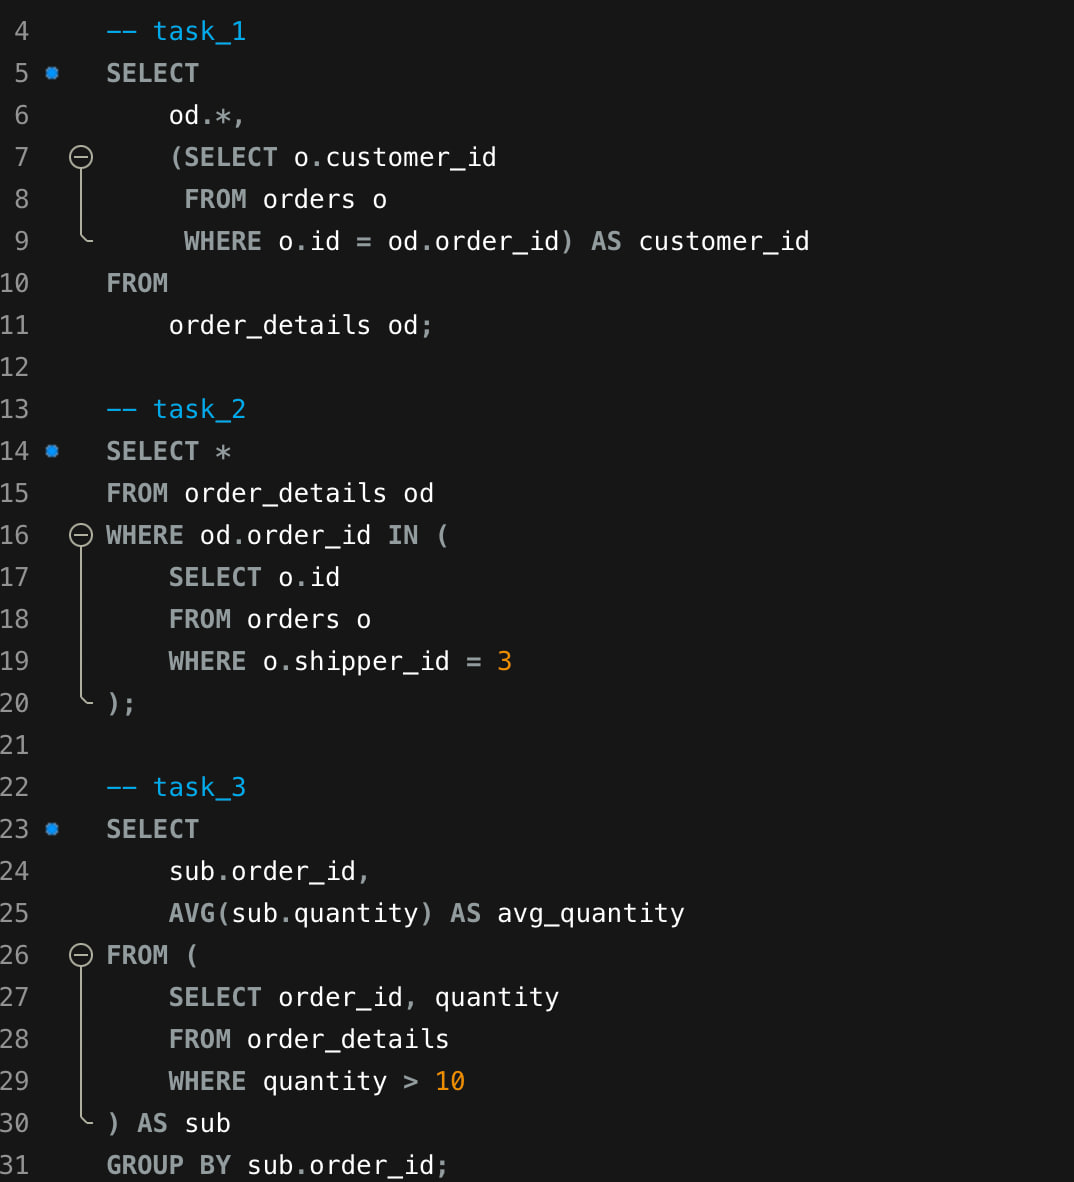 4 -- task_1
5 SELECT
6 od.*,
7 (SELECT o.customer_id
8 FROM orders o
9 WHERE o.id = od.order_id) AS customer_id
10 FROM
11 order_details od;
12
13 -- task_2
14 SELECT *
15 FROM order_details od
16 WHERE od.order_id IN (
17 SELECT o.id
18 FROM orders o
19 WHERE o.shipper_id = 3
20 );
21
22 -- task_3
23 SELECT
24 sub.order_id,
25 AVG(sub.quantity) AS avg_quantity
26 FROM (
27 SELECT order_id, quantity
28 FROM order_details
29 WHERE quantity > 10
30 ) AS sub
31 GROUP BY sub.order_id;